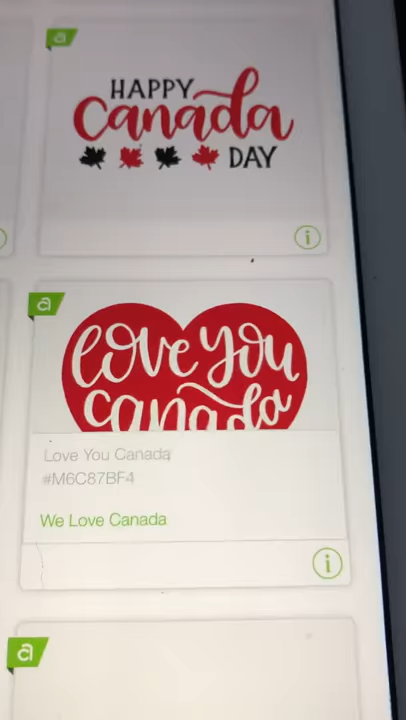 a
HAPPY
Canada
DAY
i
a
love you
canada
Love You Canada
#M6C87BF4
We Love Canada
i
a